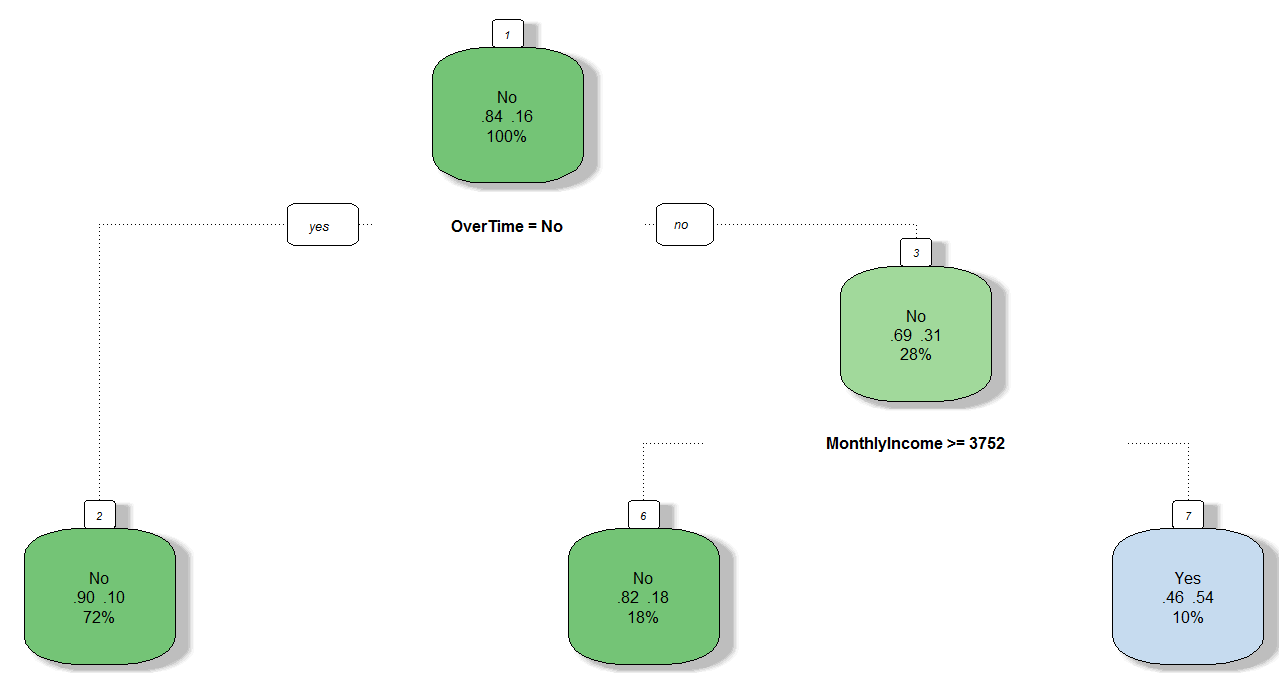 1
No
.84 .16
100%
yes
OverTime = No
no
3
No
.69 .31
28%
MonthlyIncome >= 3752
2
No
.90 .10
72%
6
No
.82 .18
18%
7
Yes
.46 .54
10%